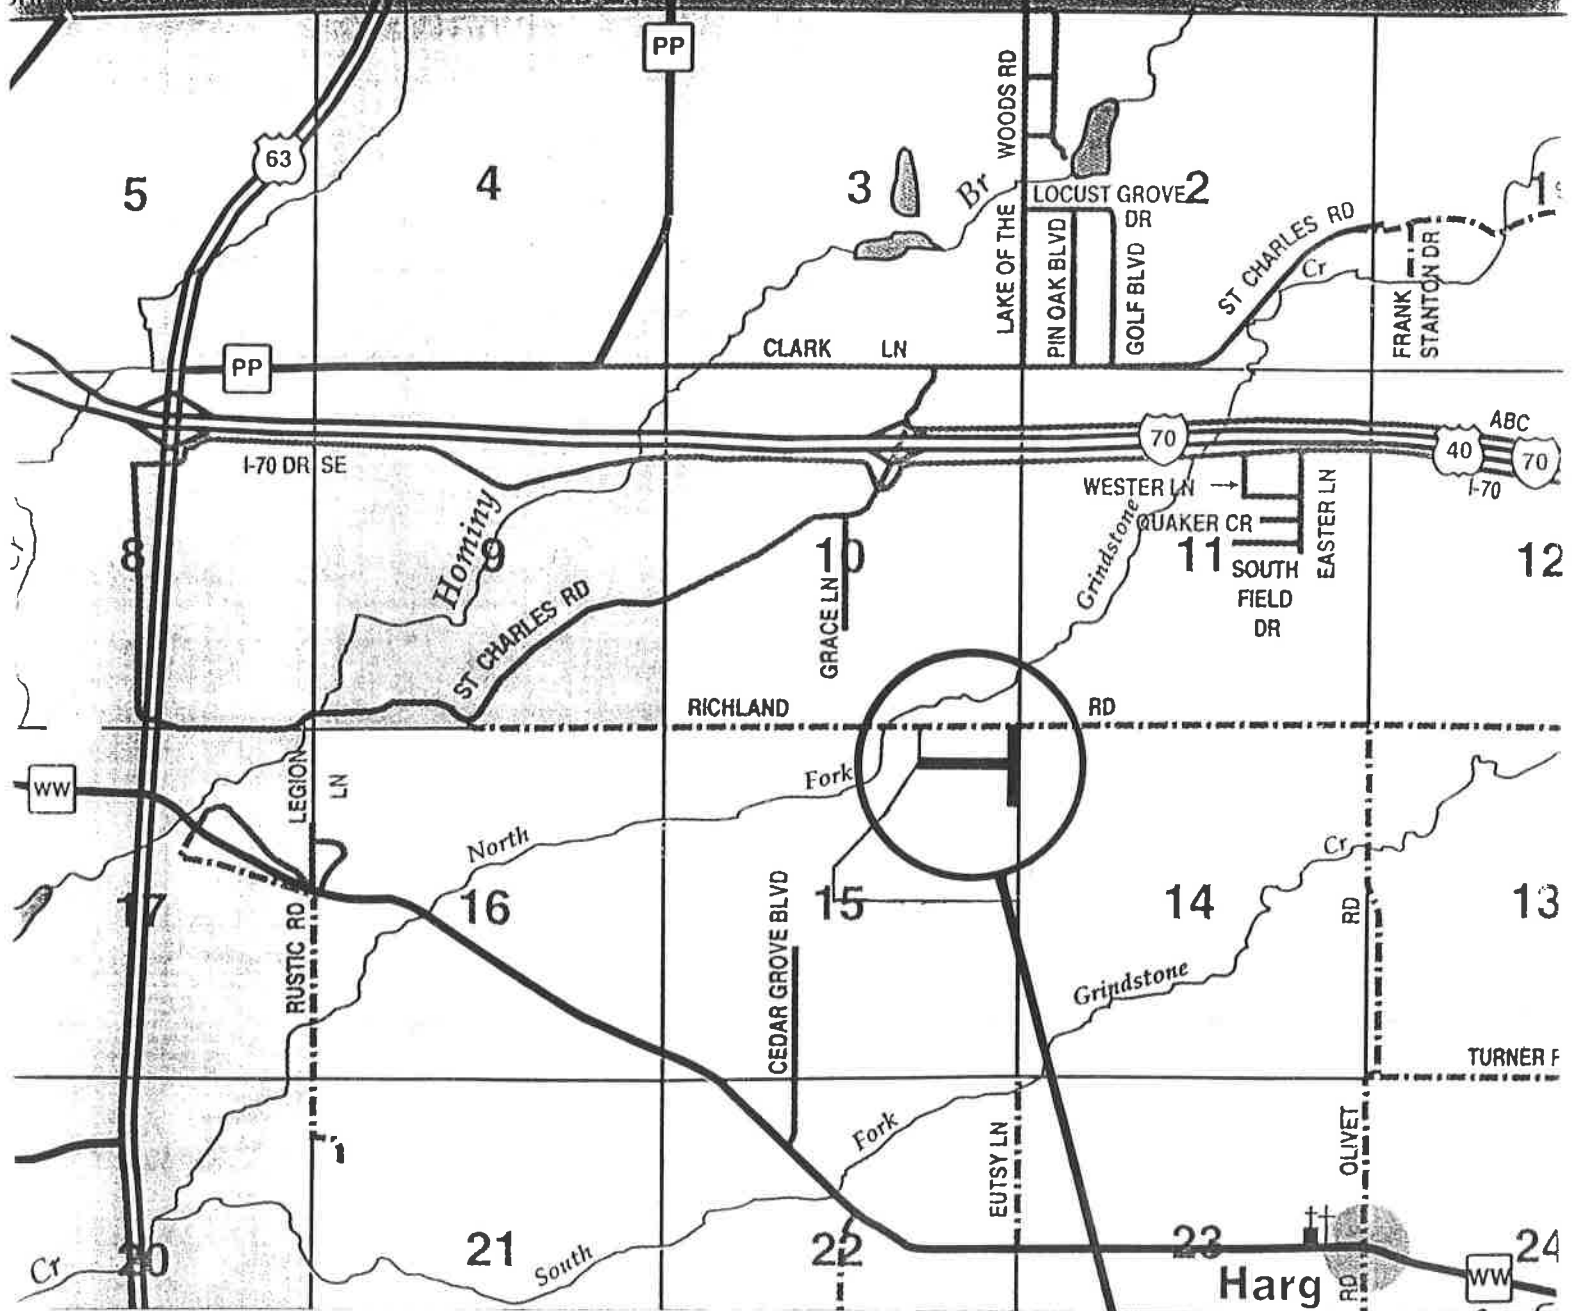 PP
63
5
4
3
Br
WOODS RD
LAKE OF THE
LOCUST GROVE
DR
2
1
PIN OAK BLVD
GOLF BLVD
ST CHARLES RD
Cr
FRANK
STANTON DR
PP
CLARK LN
I-70 DR SE
70
ABC
40
70
I-70
WESTER LN
QUAKER CR
SOUTH
FIELD
DR
EASTER LN
Cr
8
Hominy
9
10
Grindstone
11
12
ST CHARLES RD
GRACE LN
RICHLAND RD
WW
LEGION
LN
North
Fork
Cr
17
16
15
14
13
RUSTIC RD
CEDAR GROVE BLVD
RD
Grindstone
TURNER
Fork
EUTSY LN
OLIVET
RD
Cr
20
21
South
22
23
24
Harg
WW